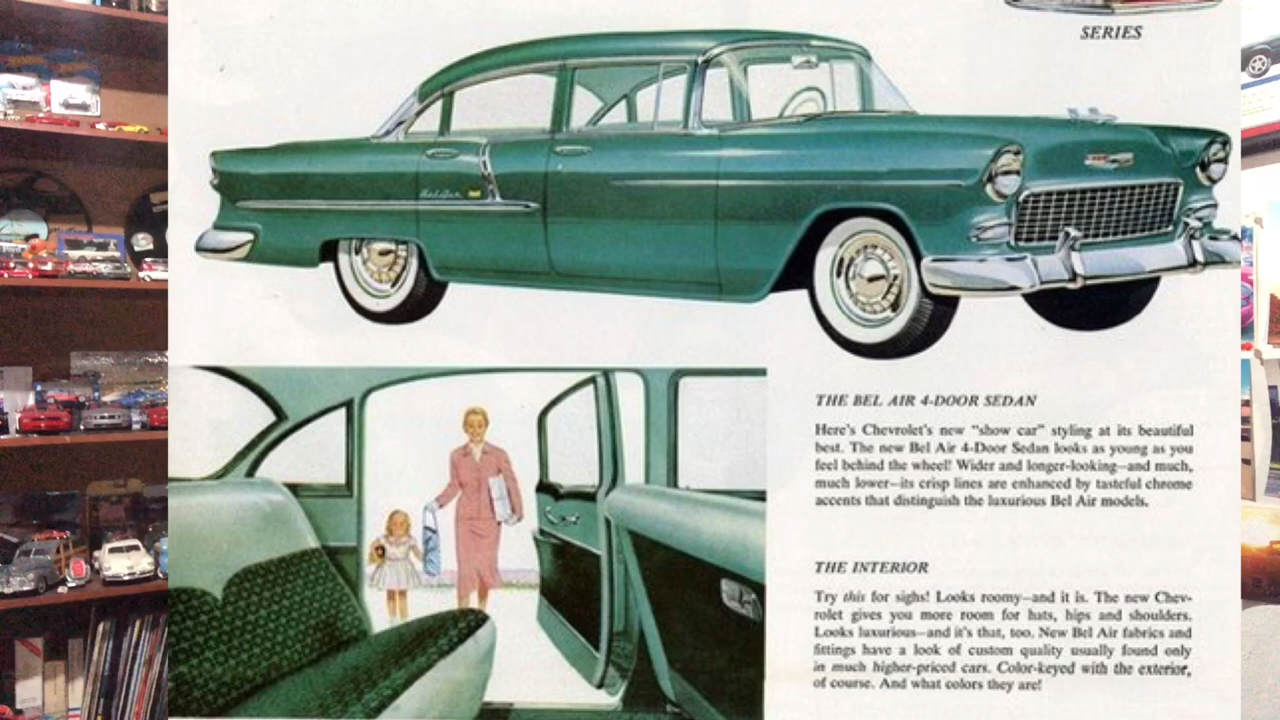 SERIES
Bel Air
THE BEL AIR 4-DOOR SEDAN
Here's Chevrolet's new "show car" styling at its beautiful
best. The new Bel Air 4-Door Sedan looks as young as you
feel behind the wheel! Wider and longer-looking—and much,
much lower—its crisp lines are enhanced by tasteful chrome
accents that distinguish the luxurious Bel Air models.
THE INTERIOR
Try this for sighs! Looks roomy—and it is. The new Chev-
rolet gives you more room for hats, hips and shoulders.
Looks luxurious—and it's that, too. New Bel Air fabrics and
fittings have a look of custom quality usually found only
in much higher-priced cars. Color-keyed with the exterior,
of course. And what colors they are!